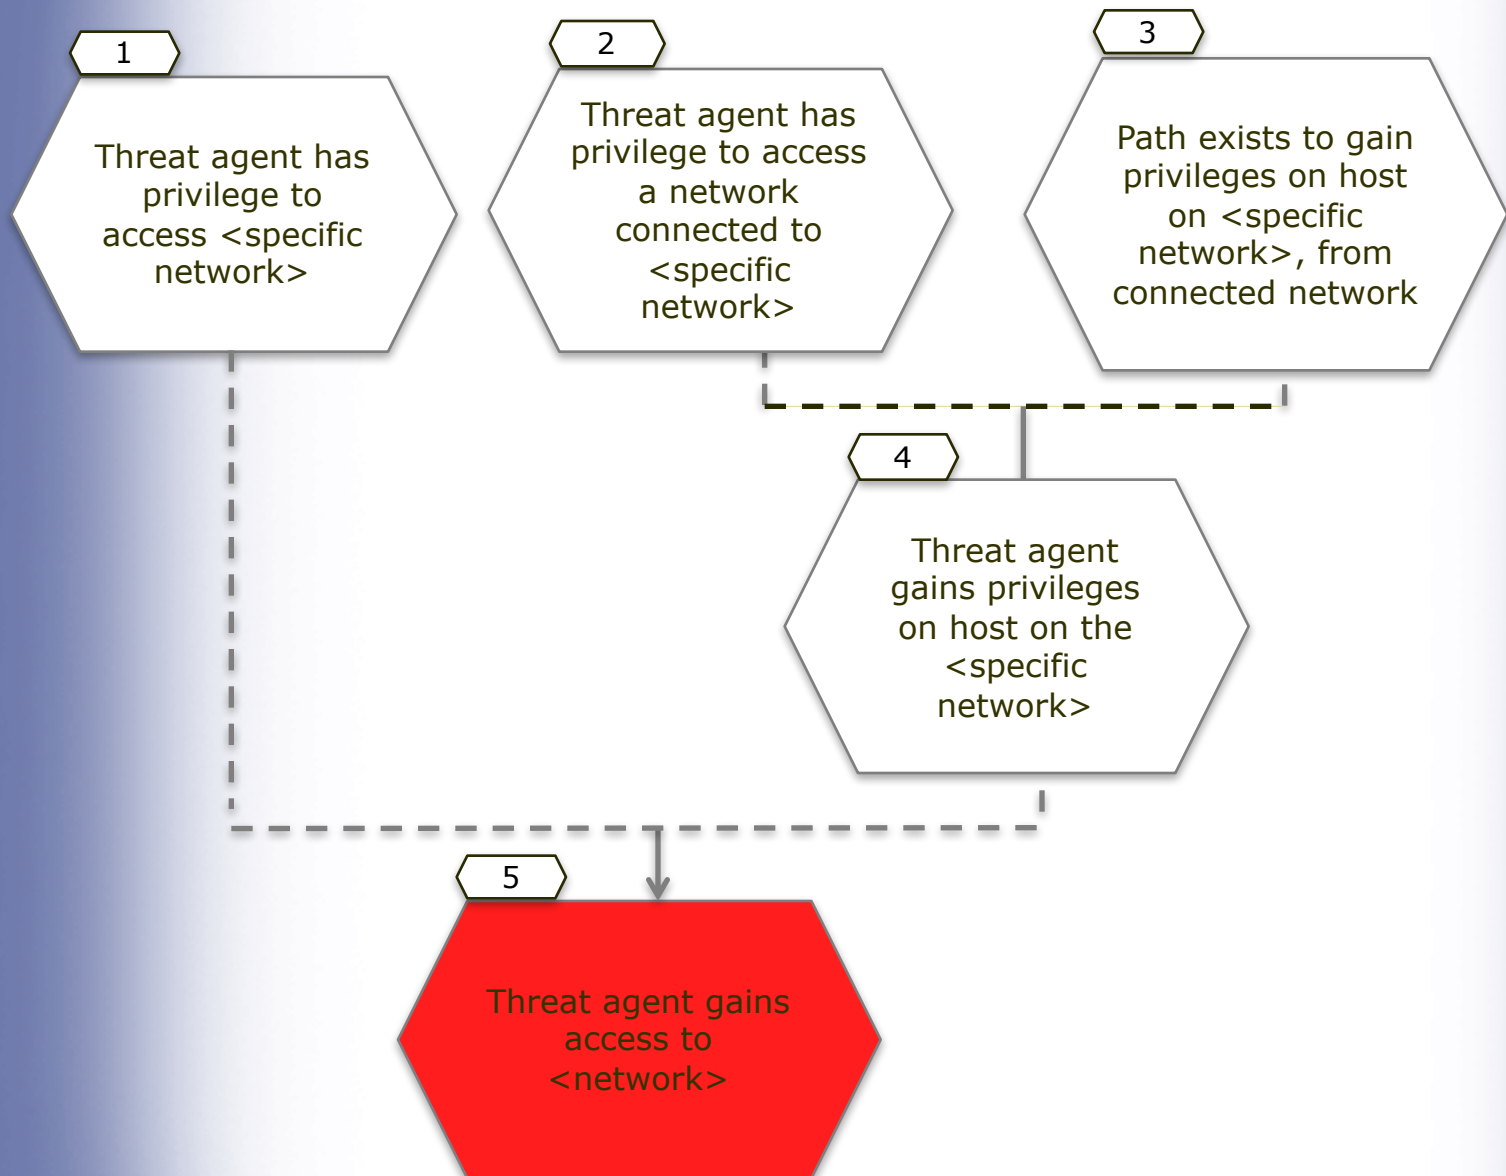 1
Threat agent has
privilege to
access <specific
network>
2
Threat agent has
privilege to access
a network
connected to
<specific
network>
3
Path exists to gain
privileges on host
on <specific
network>, from
connected network
4
Threat agent
gains privileges
on host on the
<specific
network>
5
Threat agent gains
access to
<network>